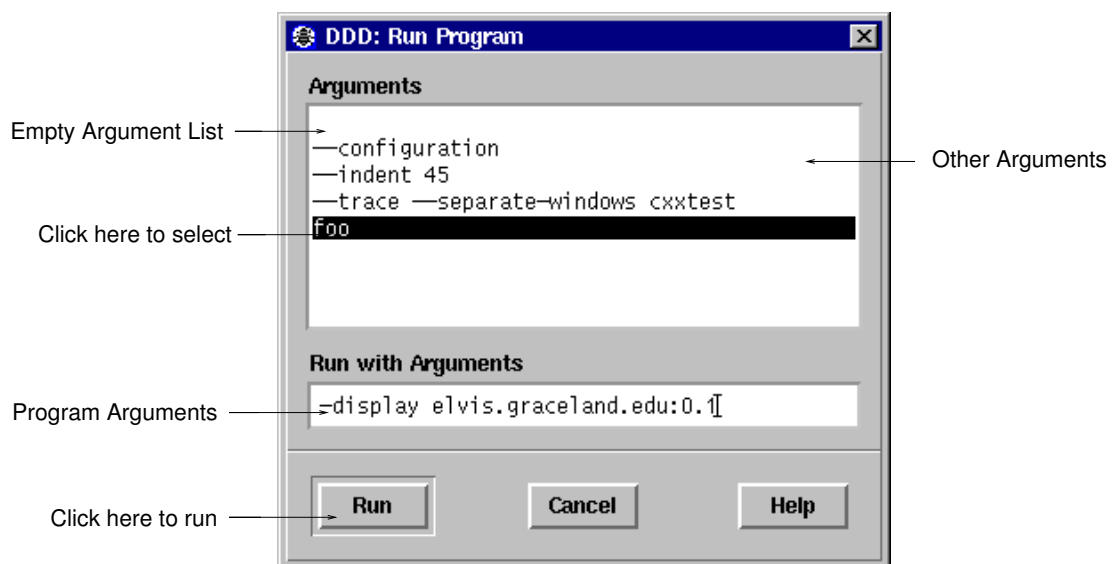 DDD: Run Program
Arguments
Empty Argument List
--configuration
--indent 45
Other Arguments
--trace --separate-windows cxxtest
Click here to select
foo
Run with Arguments
Program Arguments
-display elvis.graceland.edu:0.1
Run
Cancel
Help
Click here to run